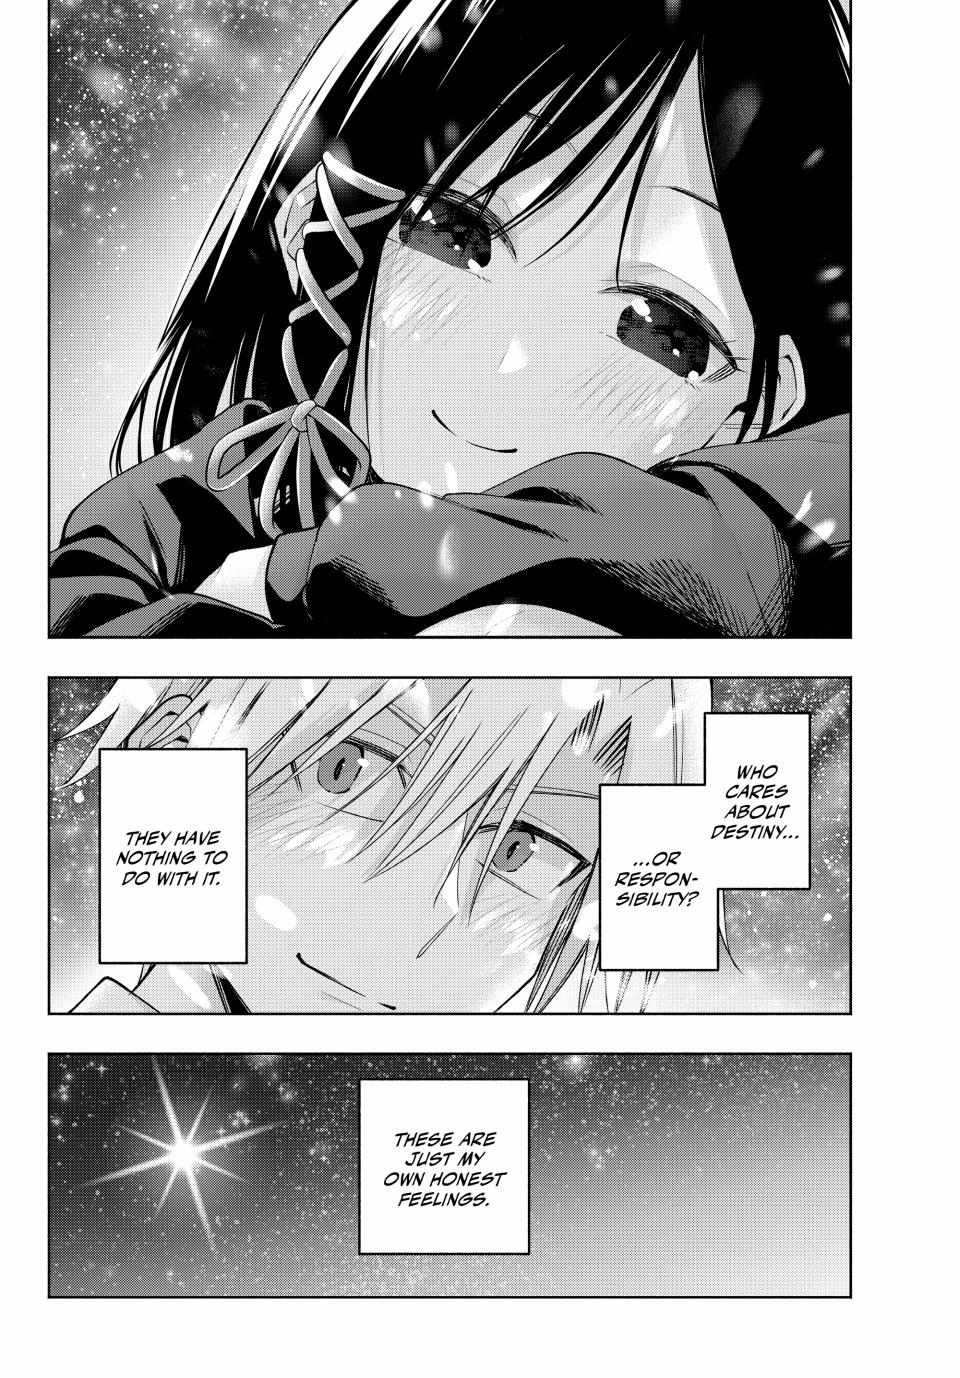 WHO
CARES
ABOUT
DESTINY...
...OR
RESPON-
SIBILITY?
THEY HAVE
NOTHING TO
DO WITH IT.
THESE ARE
JUST MY
OWN HONEST
FEELINGS.